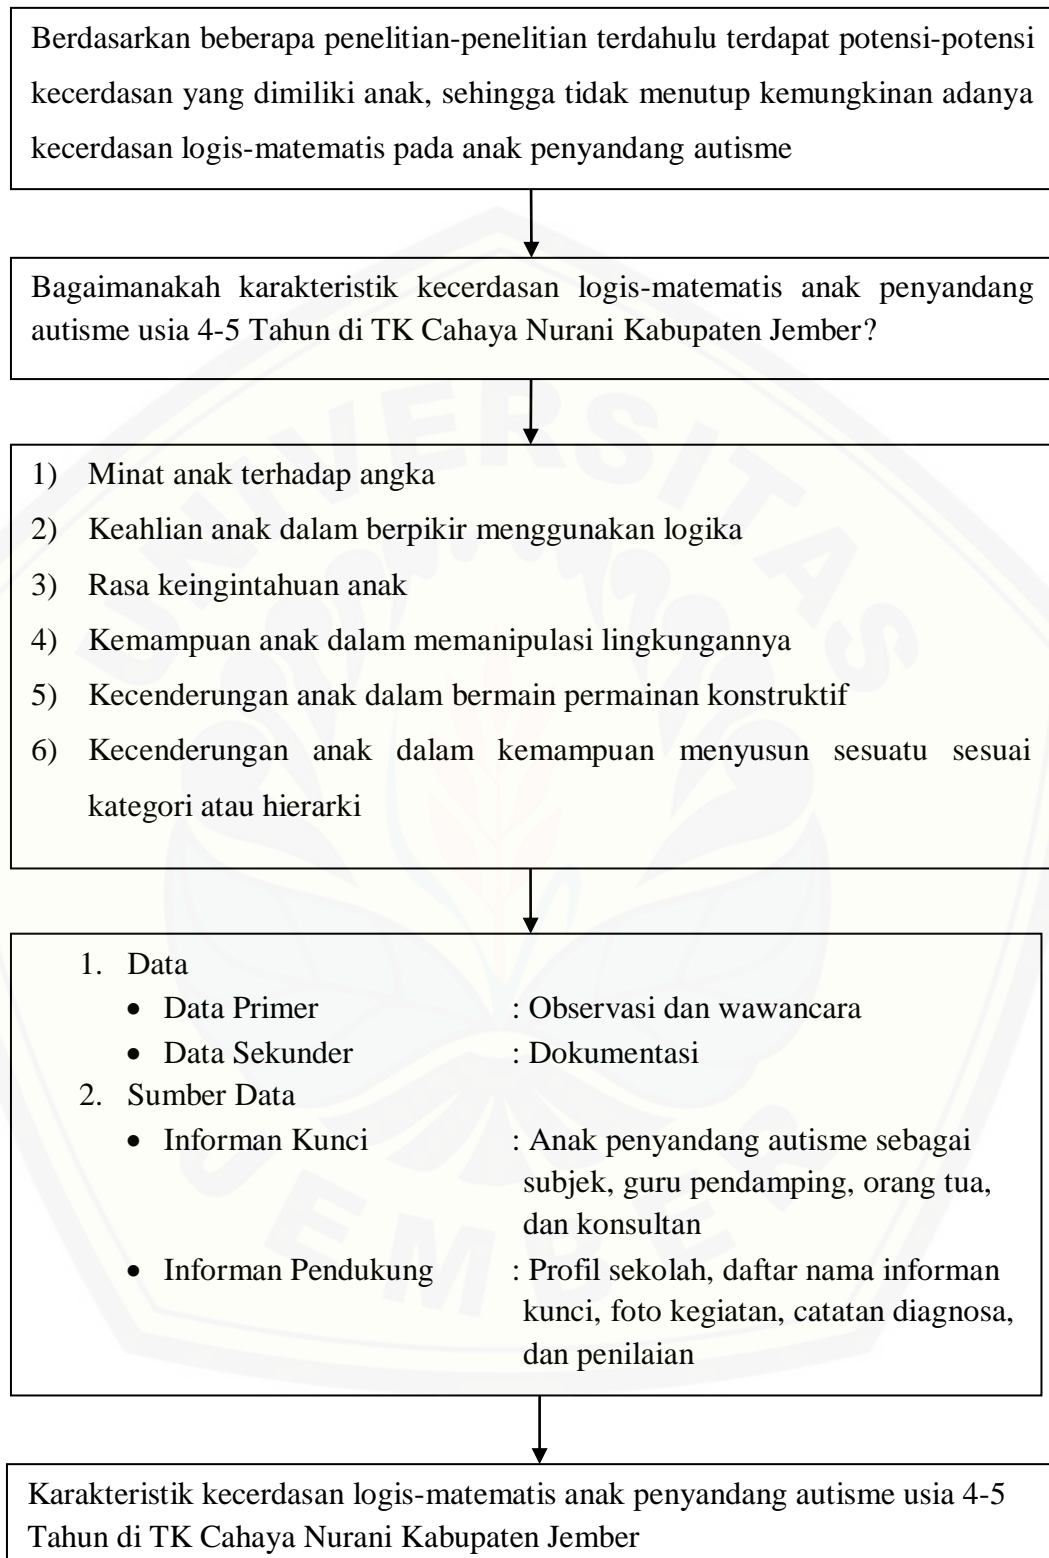 Berdasarkan beberapa penelitian-penelitian terdahulu terdapat potensi-potensi
kecerdasan yang dimiliki anak, sehingga tidak menutup kemungkinan adanya
kecerdasan logis-matematis pada anak penyandang autisme
Bagaimanakah karakteristik kecerdasan logis-matematis anak penyandang
autisme usia 4-5 Tahun di TK Cahaya Nurani Kabupaten Jember?
1) Minat anak terhadap angka
2) Keahlian anak dalam berpikir menggunakan logika
3) Rasa keingintahuan anak
4) Kemampuan anak dalam memanipulasi lingkungannya
5) Kecenderungan anak dalam bermain permainan konstruktif
6) Kecenderungan anak dalam kemampuan menyusun sesuatu sesuai
kategori atau hierarki
1. Data
• Data Primer : Observasi dan wawancara
• Data Sekunder : Dokumentasi
2. Sumber Data
• Informan Kunci : Anak penyandang autisme sebagai
subjek, guru pendamping, orang tua,
dan konsultan
• Informan Pendukung : Profil sekolah, daftar nama informan
kunci, foto kegiatan, catatan diagnosa,
dan penilaian
Karakteristik kecerdasan logis-matematis anak penyandang autisme usia 4-5
Tahun di TK Cahaya Nurani Kabupaten Jember
UNIVERSITAS
JEMBER